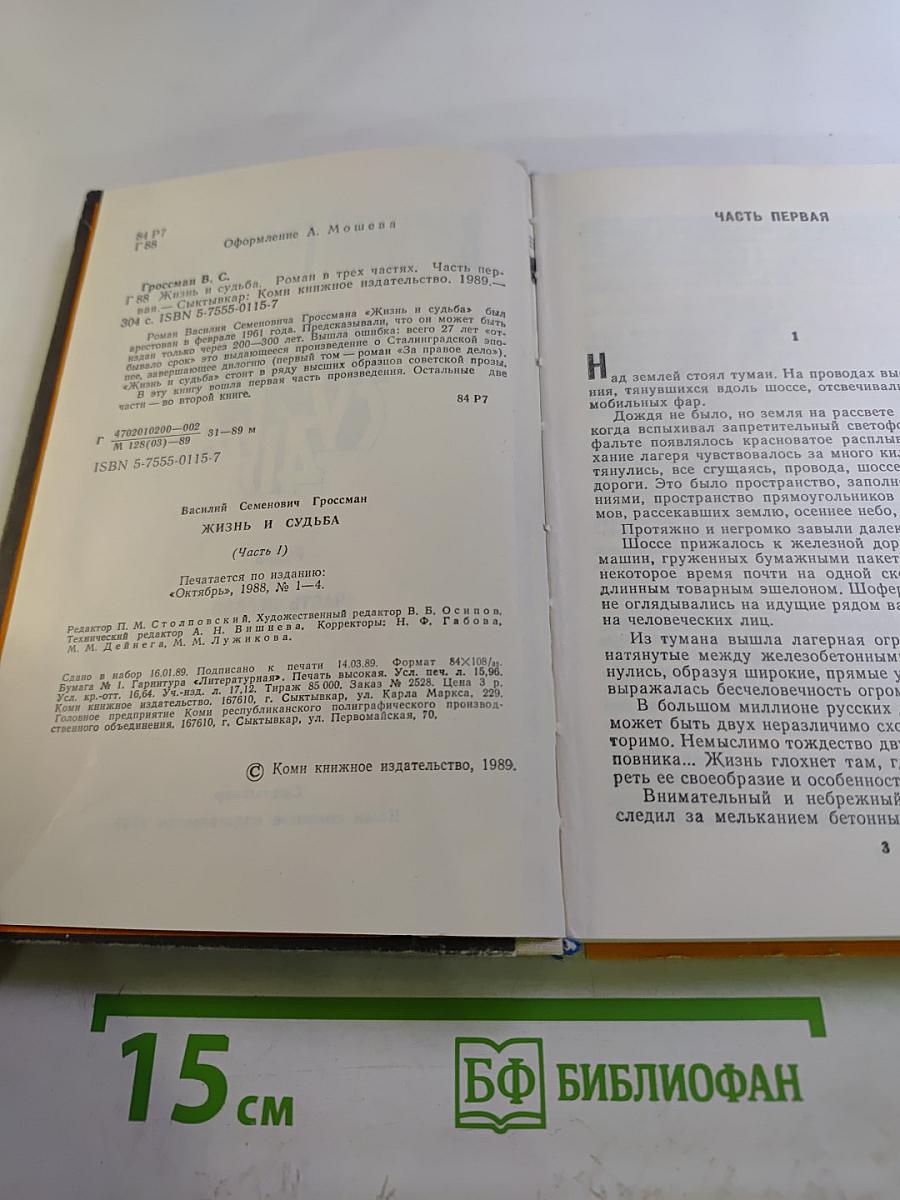 84 Р7
Г 88
Оформление А. Мошева
Гроссман В. С.
Г 88 Жизнь и судьба. Роман в трех частях. Часть пер-
вая.— Сыктывкар: Коми книжное издательство. 1989.—
304 с. ISBN 5-7555-0115-7
Роман Василия Семеновича Гроссмана «Жизнь и судьба» был
арестован в феврале 1961 года. Предсказывали, что он может быть
издан только через 200—300 лет. Вышла ошибка: всего 27 лет «от-
бывало срок» это выдающееся произведение о Сталинградской эпо-
пее, завершающее дилогию (первый том — роман «За правое дело»).
«Жизнь и судьба» стоит в ряду высших образцов советской прозы.
В эту книгу вошла первая часть произведения. Остальные две
части — во второй книге.
84 Р7
Г 4702010200—002
М 128(03)—89 31—89 м
ISBN 5-7555-0115-7
Василий Семенович Гроссман
ЖИЗНЬ И СУДЬБА
(Часть I)
Печатается по изданию:
«Октябрь», 1988, № 1—4.
Редактор П. М. Столповский. Художественный редактор В. Б. Осипов.
Технический редактор А. Н. Вишнева. Корректоры: Н. Ф. Габова,
М. М. Дейнега, М. М. Лужикова.
Сдано в набор 16.01.89. Подписано к печати 14.03.89. Формат 84×108/32.
Бумага № 1. Гарнитура «Литературная». Печать высокая. Усл. печ. л. 15,96.
Усл. кр.-отт. 16,64. Уч.-изд. л. 17,12. Тираж 85 000. Заказ № 2528. Цена 3 р.
Коми книжное издательство. 167610, г. Сыктывкар, ул. Карла Маркса, 229.
Головное предприятие Коми республиканского полиграфического производ-
ственного объединения. 167610, г. Сыктывкар, ул. Первомайская, 70,
© Коми книжное издательство, 1989.
ЧАСТЬ ПЕРВАЯ
1
Над землей стоял туман. На проводах выс
ния, тянувшихся вдоль шоссе, отсвечивали
мобильных фар.
Дождя не было, но земля на рассвете
когда вспыхивал запретительный светофо
фальте появлялось красноватое расплыв
хание лагеря чувствовалось за много кил
тянулись, все сгущаясь, провода, шоссе
дороги. Это было пространство, заполне
ниями, пространство прямоугольников
мов, рассекавших землю, осеннее небо,
Протяжно и негромко завыли далек
Шоссе прижалось к железной дор
машин, груженных бумажными пакет
некоторое время почти на одной ско
длинным товарным эшелоном. Шофер
не оглядывались на идущие рядом ва
на человеческих лиц.
Из тумана вышла лагерная огр
натянутые между железобетонным
нулись, образуя широкие, прямые у
выражалась бесчеловечность огром
В большом миллионе русских
может быть двух неразличимо схо
торимо. Немыслимо тождество дву
повника... Жизнь глохнет там, гд
реть ее своеобразие и особенност
Внимательный и небрежный
следил за мельканием бетонны
3
15 см
БФ БИБЛИОФАН